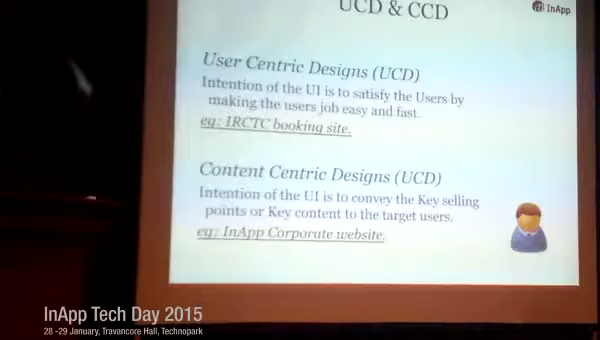 UCD & CCD
InApp
User Centric Designs (UCD)
Intention of the UI is to satisfy the Users by
making the users job easy and fast.
eg: IRCTC booking site.
Content Centric Designs (UCD)
Intention of the UI is to convey the Key selling
points or Key content to the target users.
eg: InApp Corporate website.
InApp Tech Day 2015
28 -29 January, Travancore Hall, Technopark